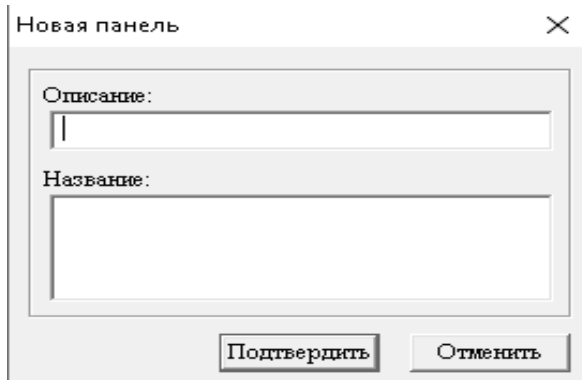 Новая панель
Описание:
Название:
Подтвердить
Отменить